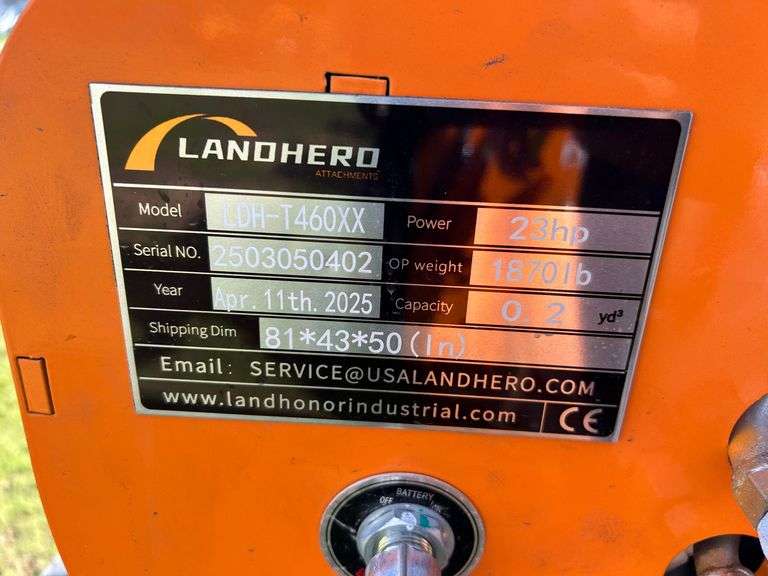 LANDHERO
ATTACHMENTS
Model LDH-T460XX Power 23hp
Serial NO. 2503050402 OP weight 1870lb
Year Apr. 11th. 2025 Capacity 0 2 yd³
Shipping Dim 81*43*50(In)
Email: SERVICE@USALANDHERO.COM
www.landhonorindustrial.com CE
BATTERY
OFF